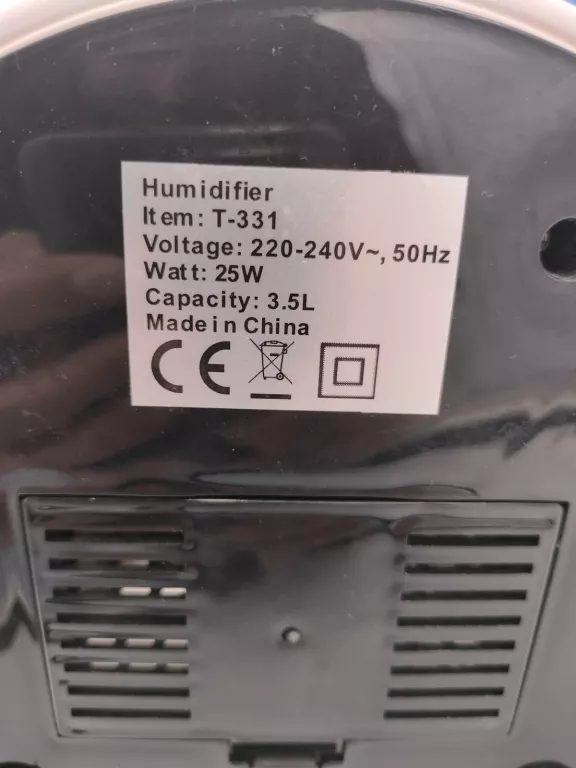 Humidifier
Item: T-331
Voltage: 220-240V~, 50Hz
Watt: 25W
Capacity: 3.5L
Made in China
CE